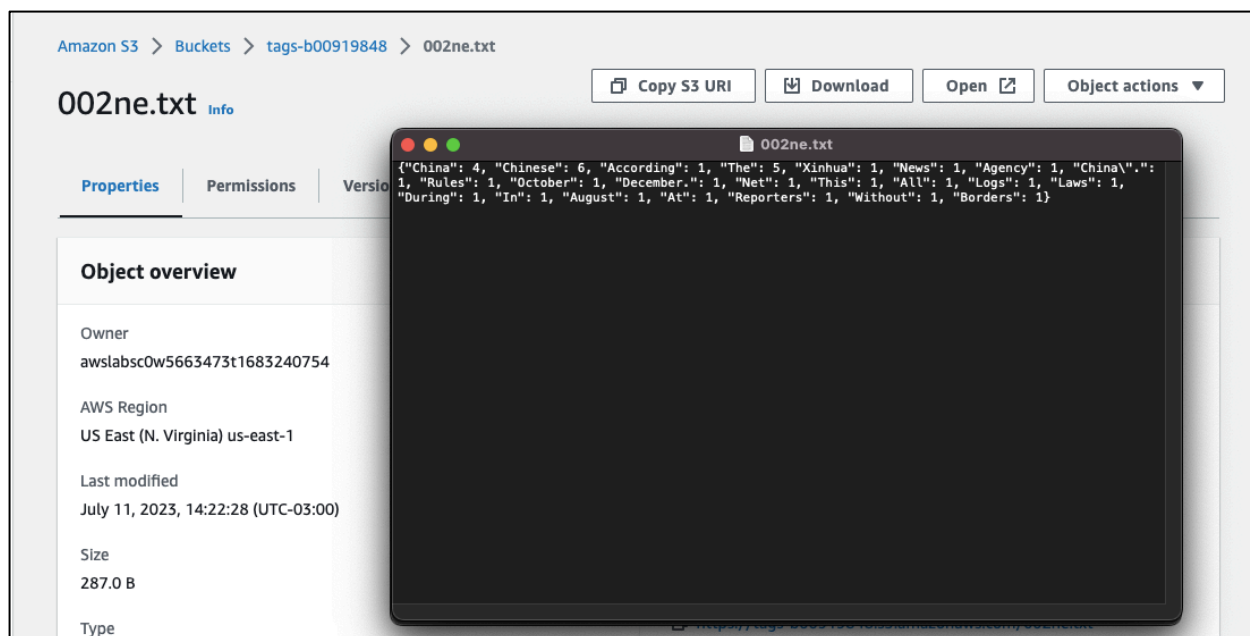 Amazon S3 > Buckets > tags-b00919848 > 002ne.txt
002ne.txt Info
Copy S3 URI Download Open Object actions ▼
Properties Permissions Versio
002ne.txt
{"China": 4, "Chinese": 6, "According": 1, "The": 5, "Xinhua": 1, "News": 1, "Agency": 1, "China\".":
1, "Rules": 1, "October": 1, "December.": 1, "Net": 1, "This": 1, "All": 1, "Logs": 1, "Laws": 1,
"During": 1, "In": 1, "August": 1, "At": 1, "Reporters": 1, "Without": 1, "Borders": 1}
Object overview
Owner
awslabsc0w5663473t1683240754
AWS Region
US East (N. Virginia) us-east-1
Last modified
July 11, 2023, 14:22:28 (UTC-03:00)
Size
287.0 B
Type